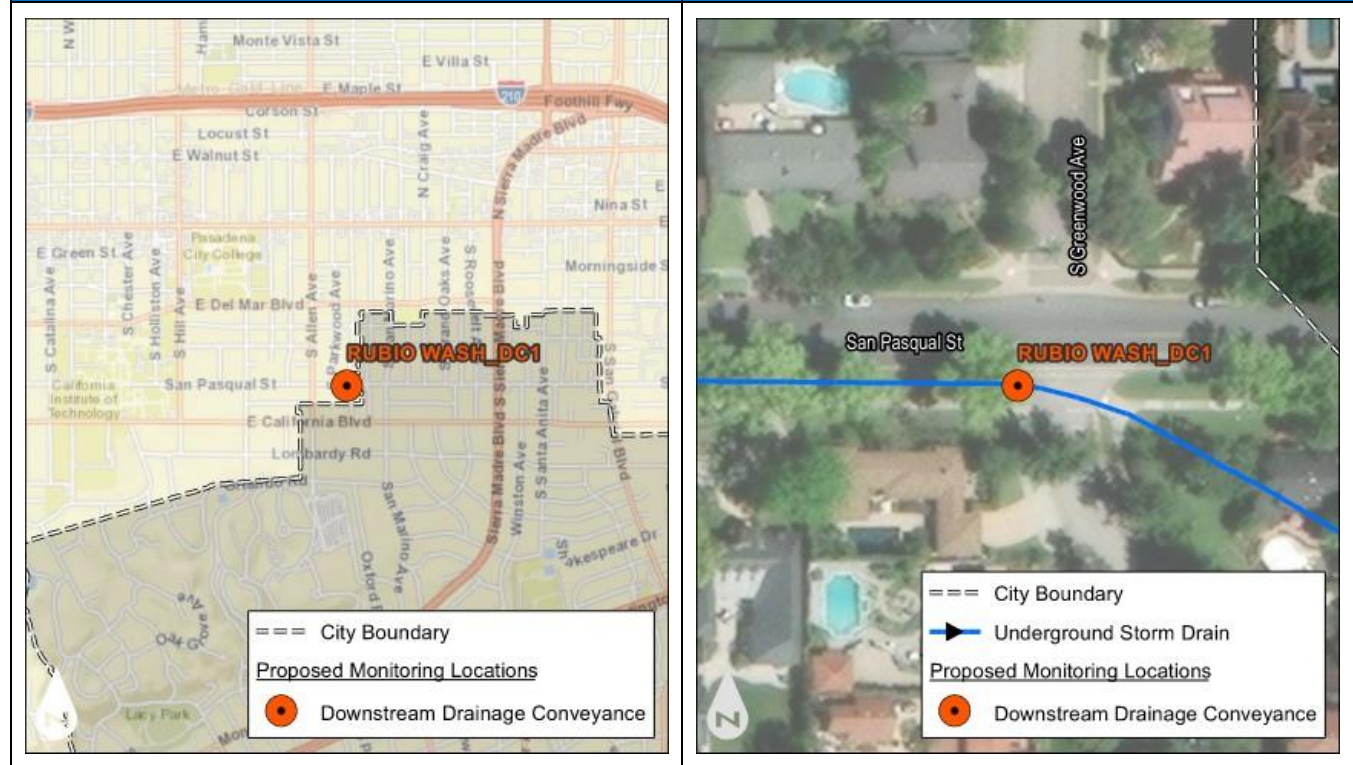 Monte Vista St
E Villa St
Metro Gold Line
E Maple St
210
Foothill Fwy
Corson St
Locust St
E Walnut St
N Craig Ave
N Sierra Madre Blvd
Nina St
E Green St
Pasadena
City College
Morningside S
S Catalina Ave
S Chester Ave
S Holliston Ave
S Hill Ave
E Del Mar Blvd
S Allen Ave
Parkwood Ave
RUBIO WASH_DC1
San Pasqual St
California
Institute of
Technology
E California Blvd
Lombardy Rd
Orlando Rd
San Marino Ave
Sierra Madre Blvd
S Sierra Madre Blvd
Winston Ave
S Santa Anita Ave
Shakespeare Dr
Oak Grove Ave
Lacy Park
City Boundary
Proposed Monitoring Locations
Downstream Drainage Conveyance
N
S Greenwood Ave
San Pasqual St
RUBIO WASH_DC1
City Boundary
Underground Storm Drain
Proposed Monitoring Locations
Downstream Drainage Conveyance
N